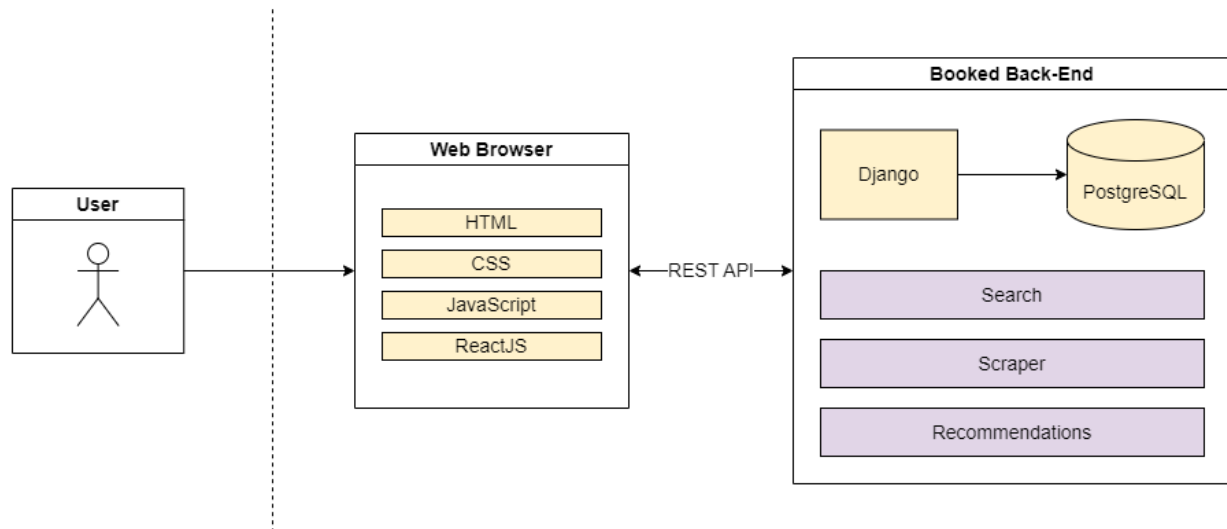 User
Web Browser
HTML
CSS
JavaScript
ReactJS
REST API
Booked Back-End
Django
PostgreSQL
Search
Scraper
Recommendations